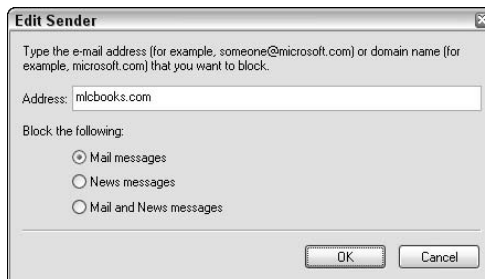 Edit Sender
Type the e-mail address (for example, someone@microsoft.com) or domain name (for
example, microsoft.com) that you want to block.
Address: mlcbooks.com
Block the following:
Mail messages
News messages
Mail and News messages
OK Cancel